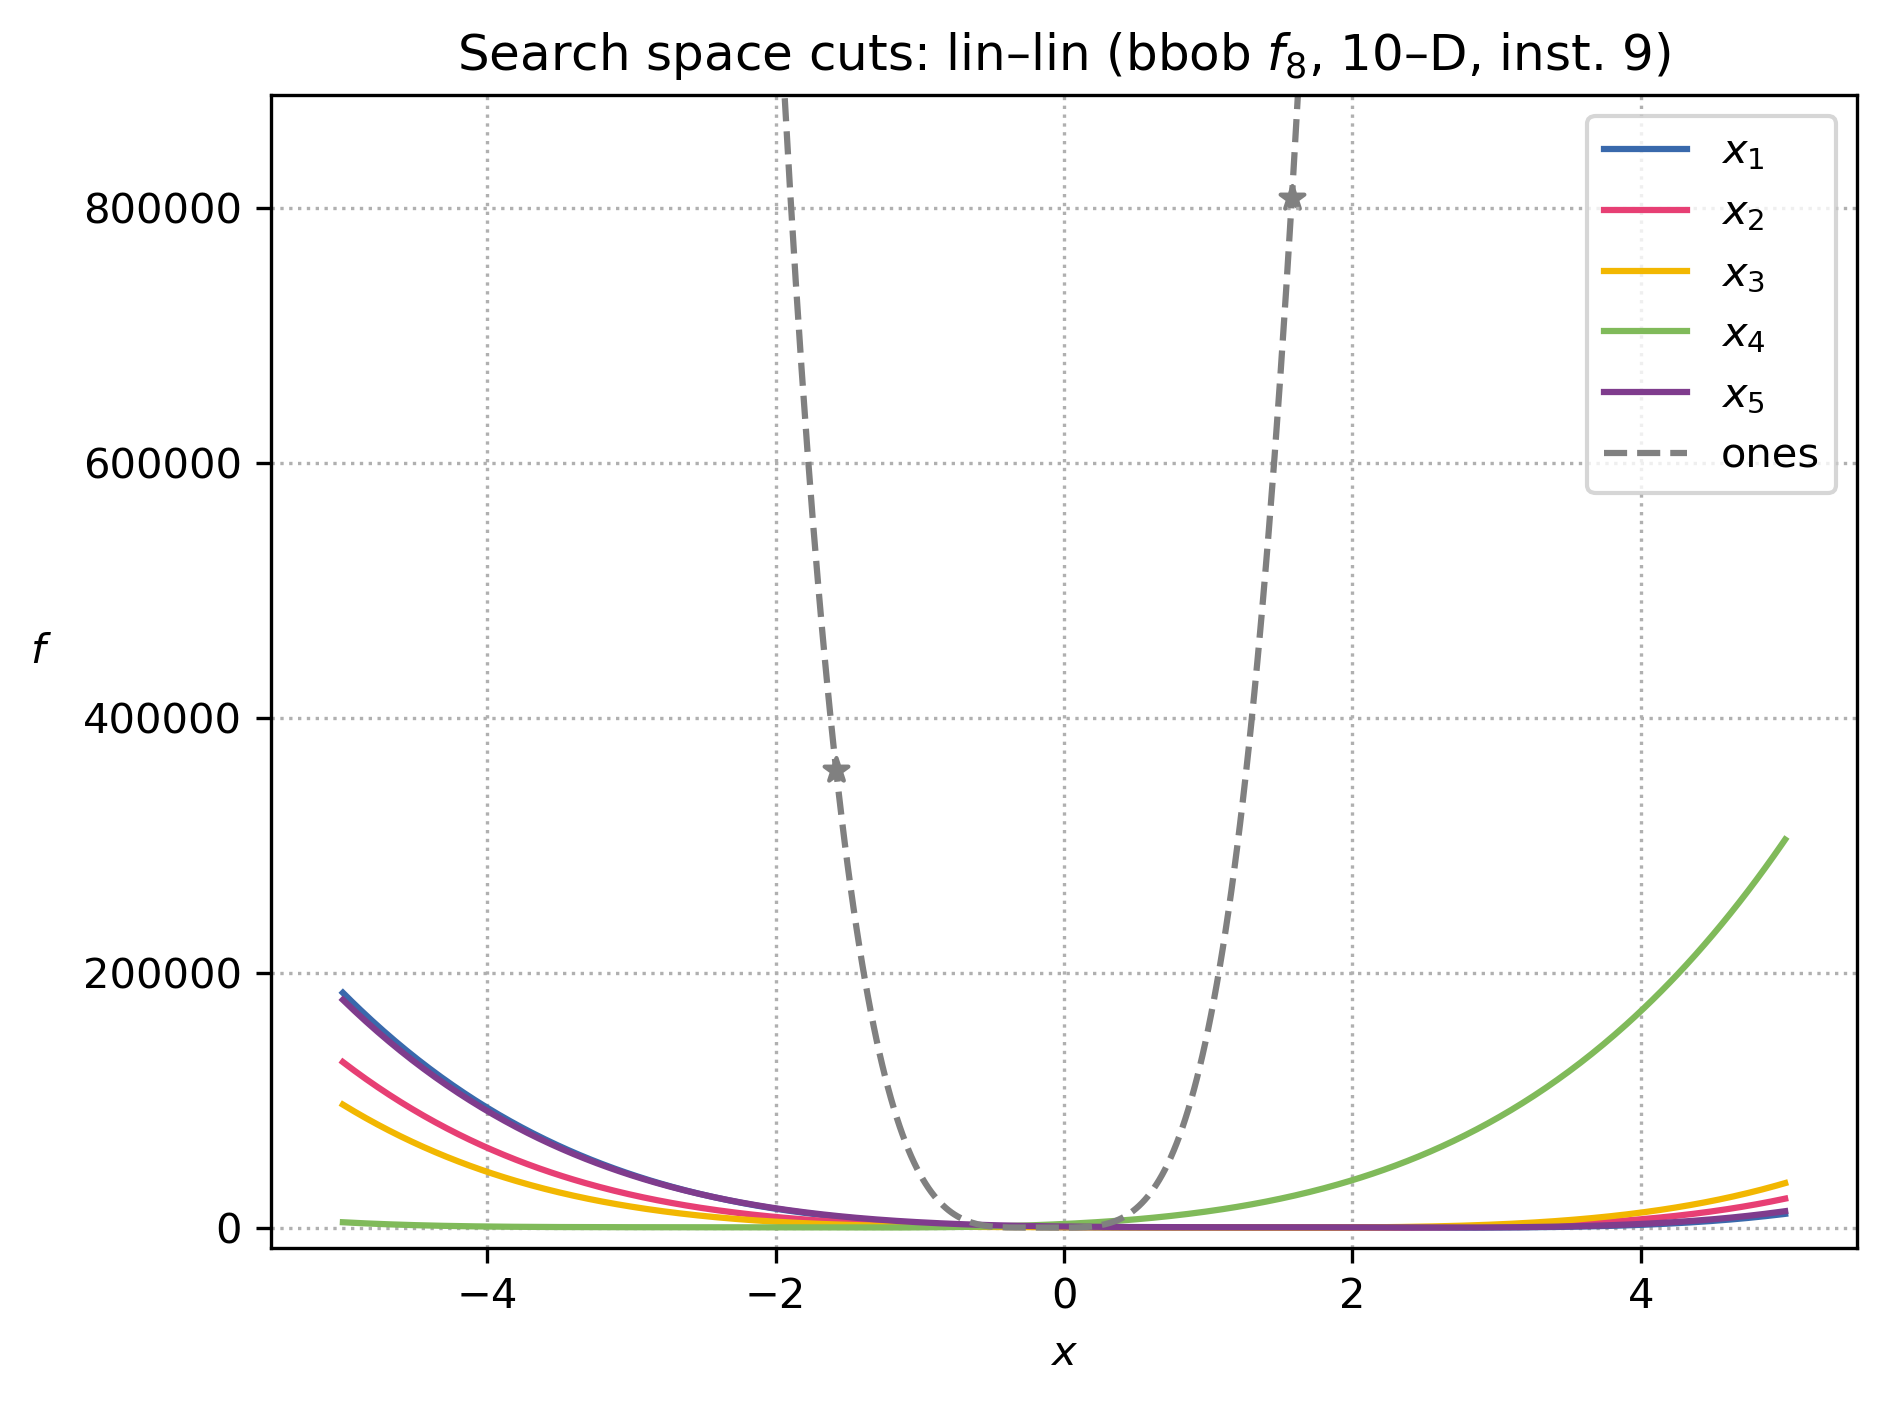 Search space cuts: lin–lin (bbob f₈, 10–D, inst. 9)
x₁
x₂
x₃
x₄
x₅
ones
800000
600000
400000
200000
0
f
−4
−2
0
2
4
x